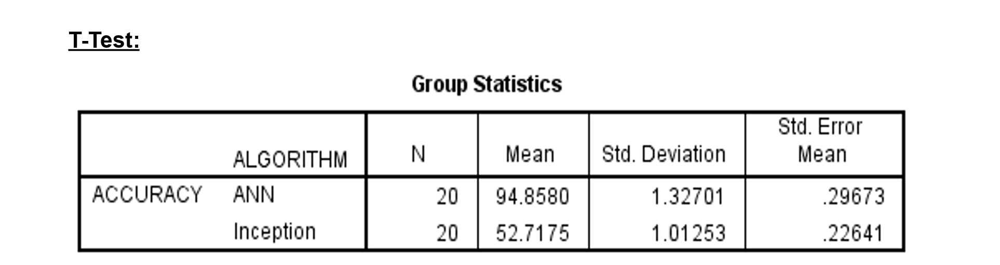 T-Test:
Group Statistics
ALGORITHM N Mean Std. Deviation Std. Error Mean
ACCURACY ANN 20 94.8580 1.32701 .29673
Inception 20 52.7175 1.01253 .22641